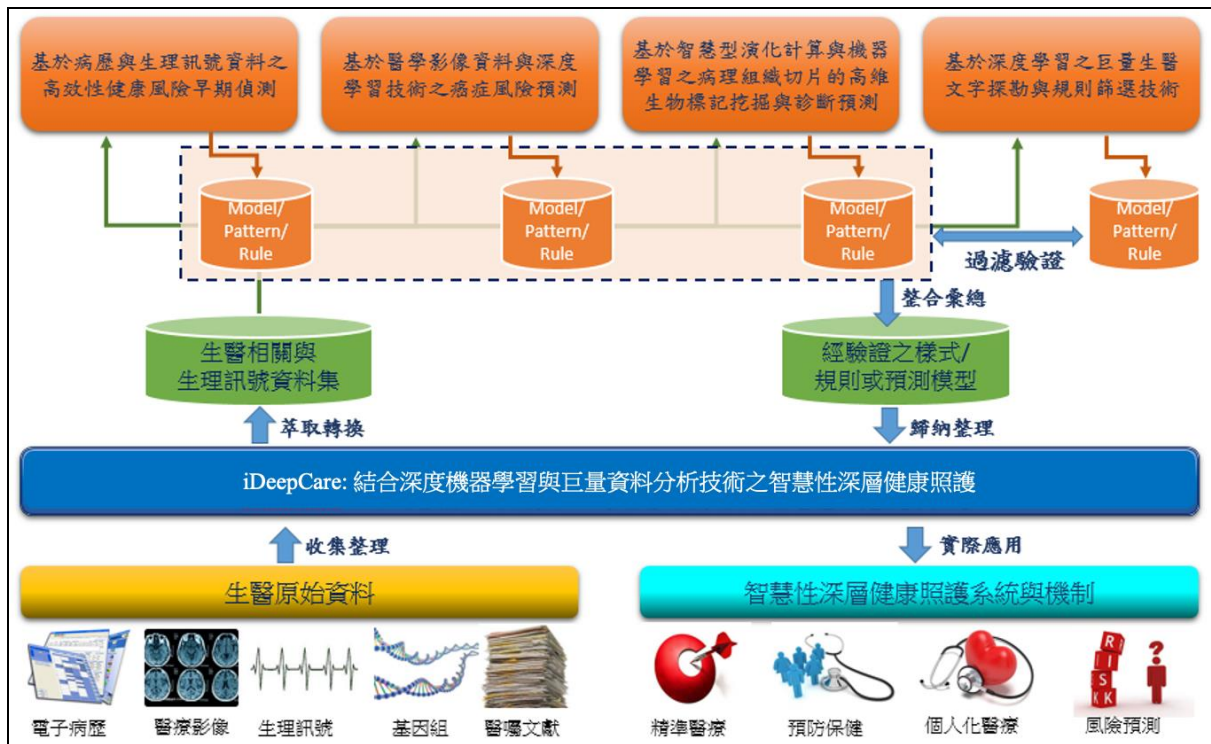 基於病歷與生理訊號資料之
高效性健康風險早期偵測
基於醫學影像資料與深度
學習技術之癌症風險預測
基於智慧型演化計算與機器
學習之病理組織切片的高維
生物標記挖掘與診斷預測
基於深度學習之巨量生醫
文字探勘與規則篩選技術
Model/
Pattern/
Rule
Model/
Pattern/
Rule
Model/
Pattern/
Rule
Model/
Pattern/
Rule
過濾驗證
整合彙總
生醫相關與
生理訊號資料集
經驗證之樣式/
規則或預測模型
萃取轉換
歸納整理
iDeepCare: 結合深度機器學習與巨量資料分析技術之智慧性深層健康照護
收集整理
實際應用
生醫原始資料
智慧性深層健康照護系統與機制
RISK
K
?
電子病歷
醫療影像
生理訊號
基因組
醫囑文獻
精準醫療
預防保健
個人化醫療
風險預測